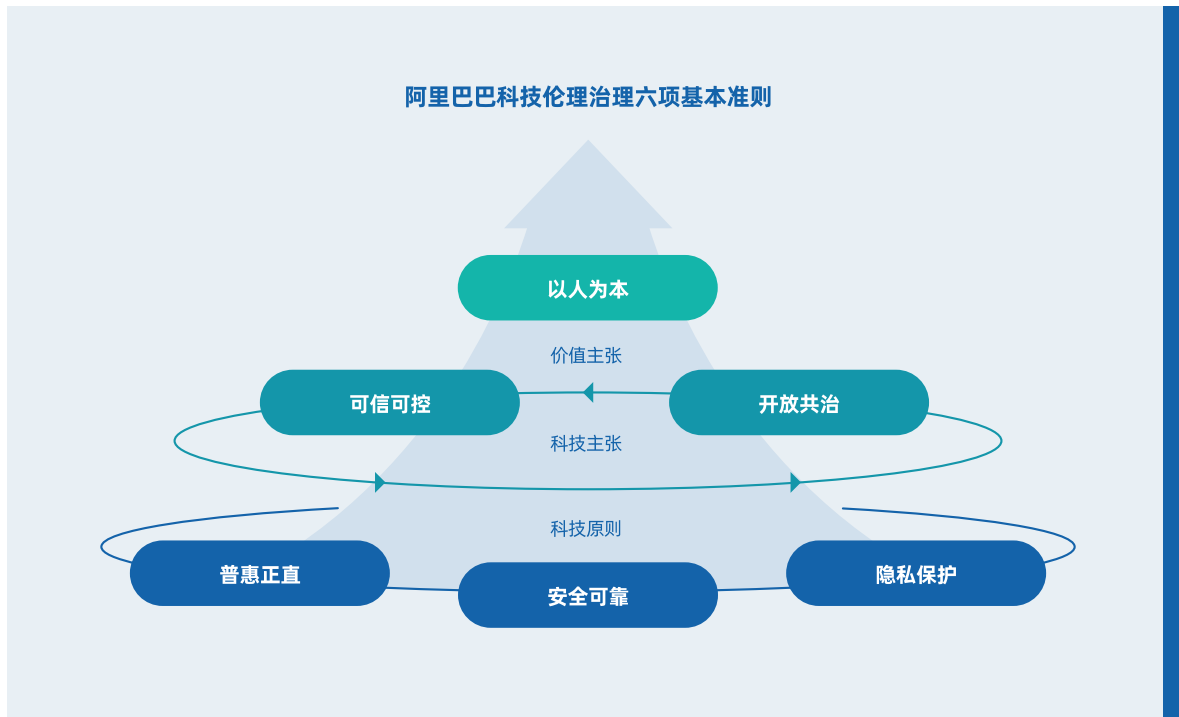 阿里巴巴科技伦理治理六项基本准则
以人为本
价值主张
可信可控
开放共治
科技主张
科技原则
普惠正直
安全可靠
隐私保护